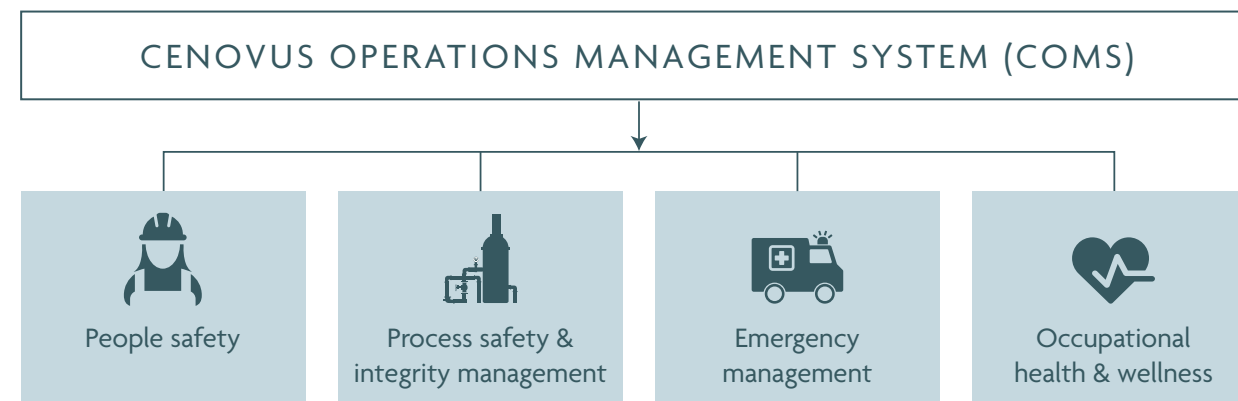 CENOVUS OPERATIONS MANAGEMENT SYSTEM (COMS)
People safety
Process safety &
integrity management
Emergency
management
Occupational
health & wellness